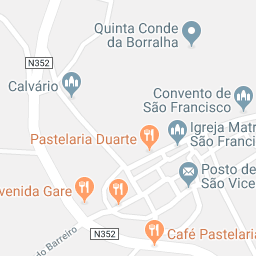 Quinta Conde
da Borralha
N352
Calvário
Convento de
São Francisco
Pastelaria Duarte
Igreja Matr
São Franci
Posto de
São Vice
venida Gare
do Barreiro
N352
Café Pastelaria